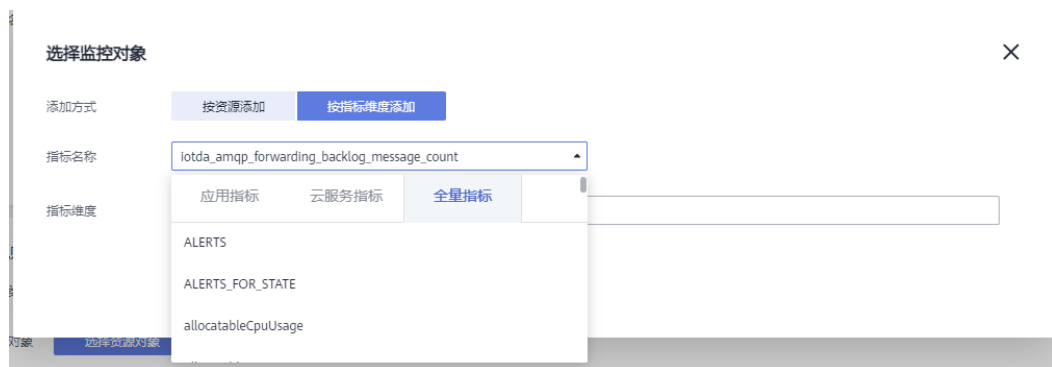 选择监控对象
添加方式 按资源添加 按指标维度添加
指标名称 iotda_amqp_forwarding_backlog_message_count
应用指标 云服务指标 全量指标
指标维度
ALERTS
ALERTS_FOR_STATE
allocatableCpuUsage
对象 选择资源对象